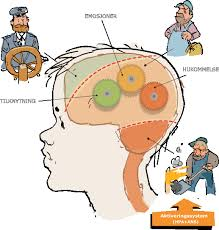 EMOSJONER
HUKOMMELSE
TILKNYTNING
Aktiveringssystem
(HPA+ANS)